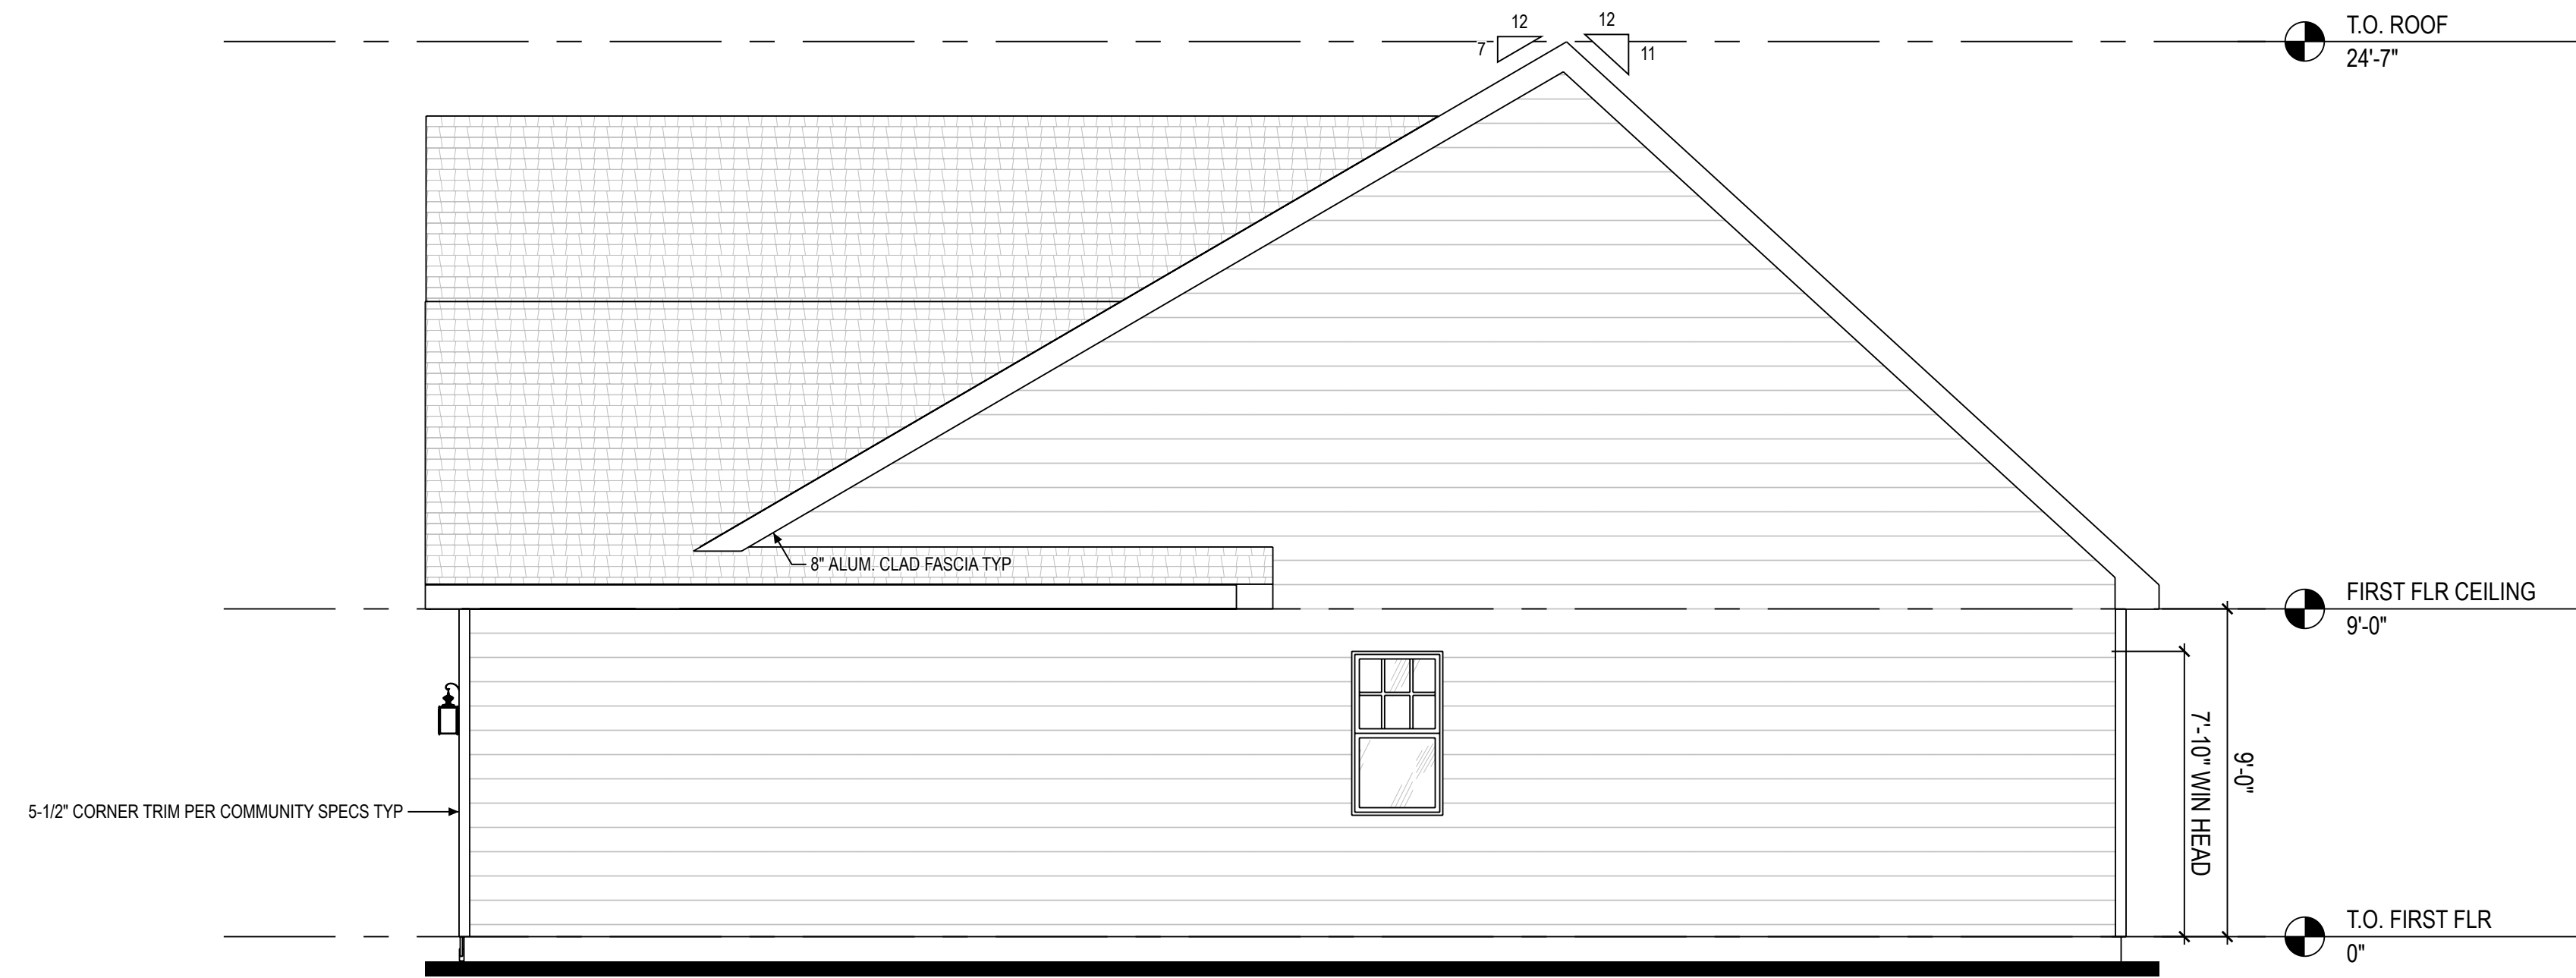 12
12
T.O. ROOF
7
11
24'-7"
8" ALUM. CLAD FASCIA TYP
FIRST FLR CEILING
9'-0"
7'-10" WIN HEAD
9'-0"
5-1/2" CORNER TRIM PER COMMUNITY SPECS TYP
T.O. FIRST FLR
0"